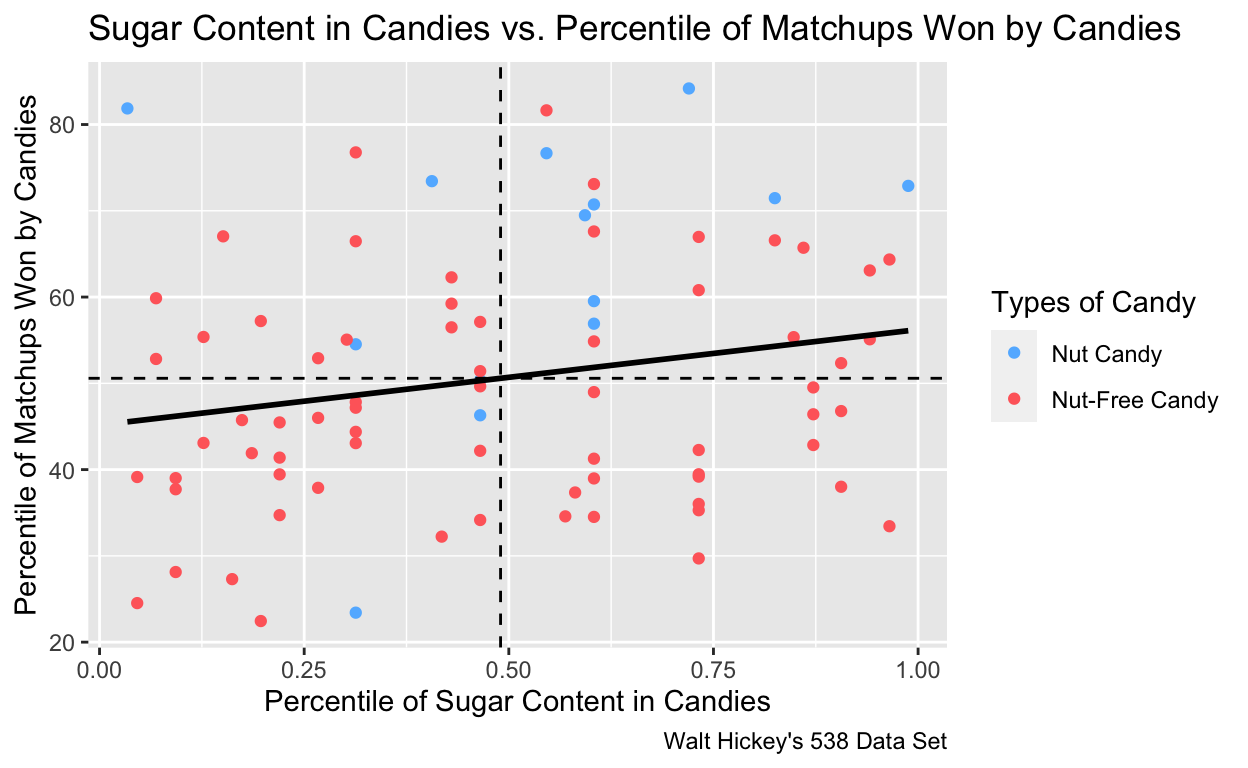 Sugar Content in Candies vs. Percentile of Matchups Won by Candies
Percentile of Matchups Won by Candies
80
60
40
20
0.00 0.25 0.50 0.75 1.00
Percentile of Sugar Content in Candies
Types of Candy
Nut Candy
Nut-Free Candy
Walt Hickey's 538 Data Set